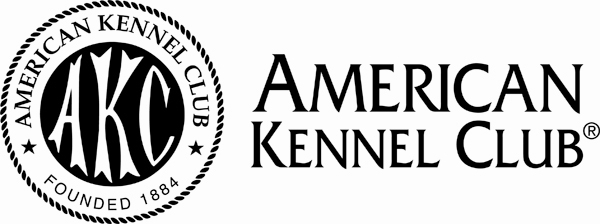 AMERICAN KENNEL CLUB
AKC
★ FOUNDED 1884 ★
AMERICAN
KENNEL CLUB®